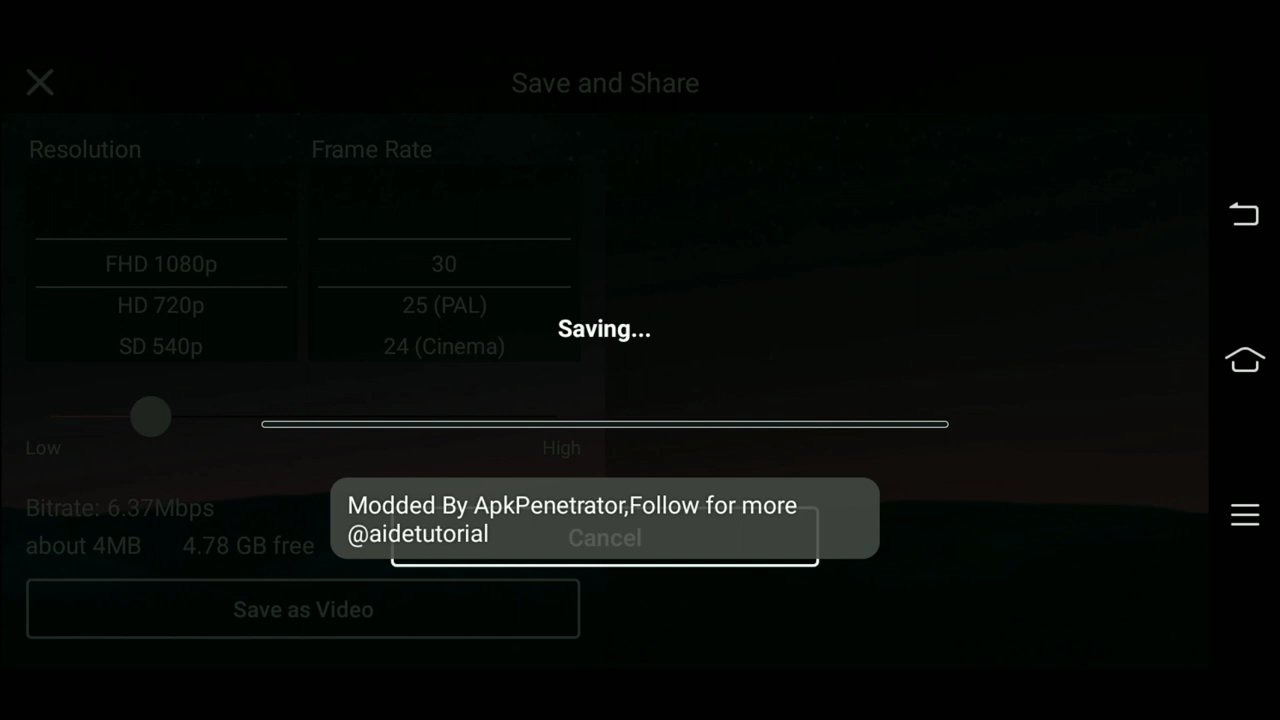 Save and Share
Resolution
Frame Rate
FHD 1080p
HD 720p
SD 540p
30
25 (PAL)
24 (Cinema)
Saving...
Low
High
Bitrate: 6.37Mbps
about 4MB
4.78 GB free
Modded By ApkPenetrator,Follow for more
@aidetutorial
Cancel
Save as Video